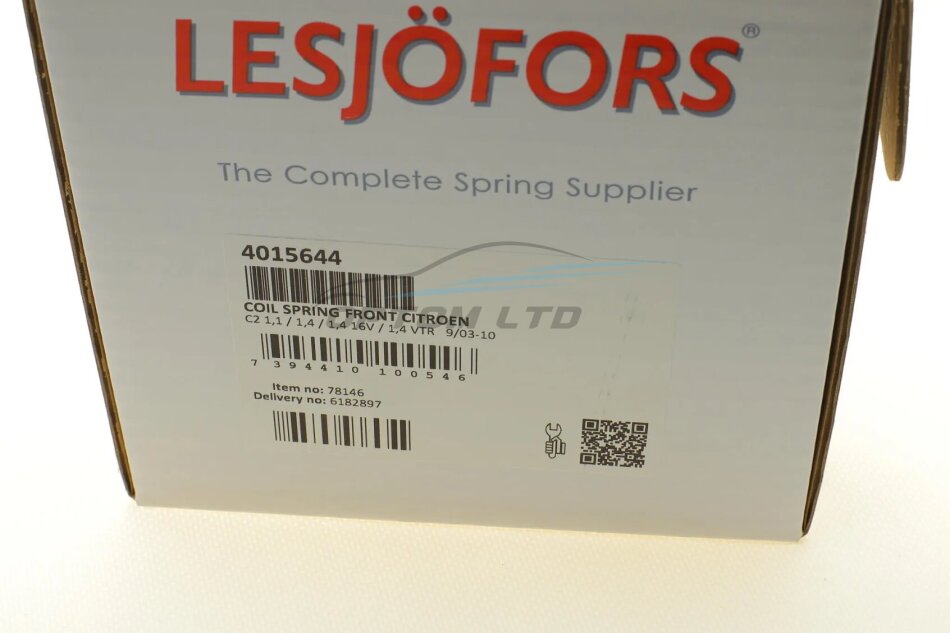 LESJÖFORS®
The Complete Spring Supplier
4015644
COIL SPRING FRONT CITROEN
C2 1,1 / 1,4 / 1,4 16V / 1,4 VTR 9/03-10
LTD
7 394410 100546
Item no: 78146
Delivery no: 6182897